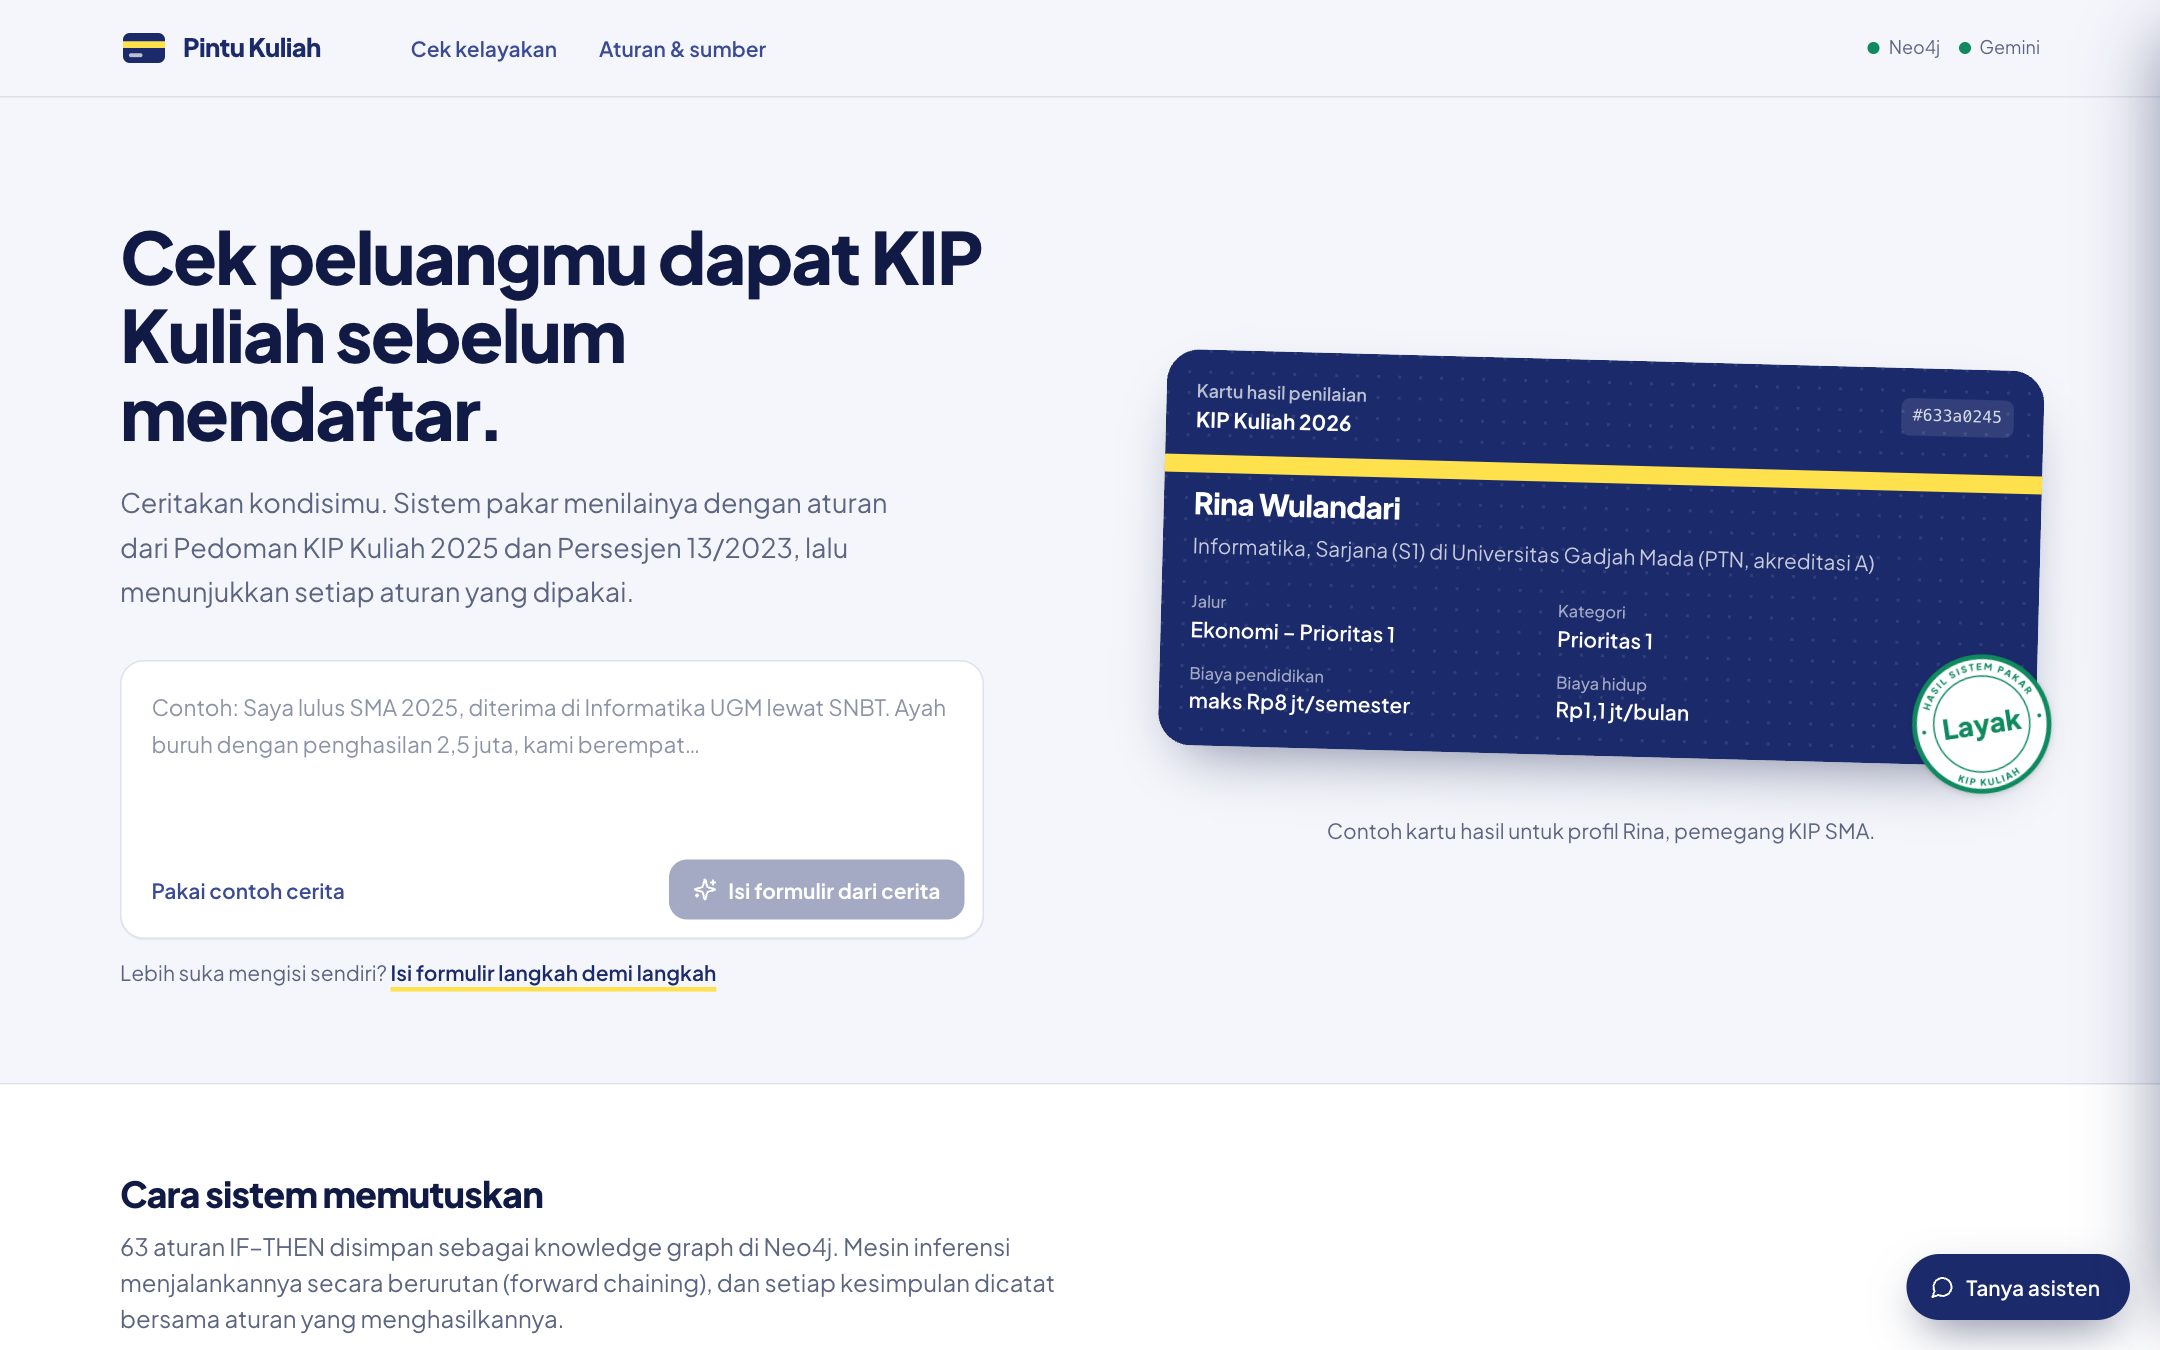 Pintu Kuliah
Cek kelayakan
Aturan & sumber
Neo4j
Gemini
Cek peluangmu dapat KIP
Kuliah sebelum
mendaftar.
Ceritakan kondisimu. Sistem pakar menilainya dengan aturan
dari Pedoman KIP Kuliah 2025 dan Persesjen 13/2023, lalu
menunjukkan setiap aturan yang dipakai.
Contoh: Saya lulus SMA 2025, diterima di Informatika UGM lewat SNBT. Ayah
buruh dengan penghasilan 2,5 juta, kami berempat...
Pakai contoh cerita
Isi formulir dari cerita
Lebih suka mengisi sendiri? Isi formulir langkah demi langkah
Kartu hasil penilaian
KIP Kuliah 2026
#633a0245
Rina Wulandari
Informatika, Sarjana (S1) di Universitas Gadjah Mada (PTN, akreditasi A)
Jalur
Ekonomi – Prioritas 1
Kategori
Prioritas 1
Biaya pendidikan
maks Rp8 jt/semester
Biaya hidup
Rp1,1 jt/bulan
HASIL SISTEM PAKAR
Layak
KIP KULIAH
Contoh kartu hasil untuk profil Rina, pemegang KIP SMA.
Cara sistem memutuskan
63 aturan IF–THEN disimpan sebagai knowledge graph di Neo4j. Mesin inferensi
menjalankannya secara berurutan (forward chaining), dan setiap kesimpulan dicatat
bersama aturan yang menghasilkannya.
Tanya asisten